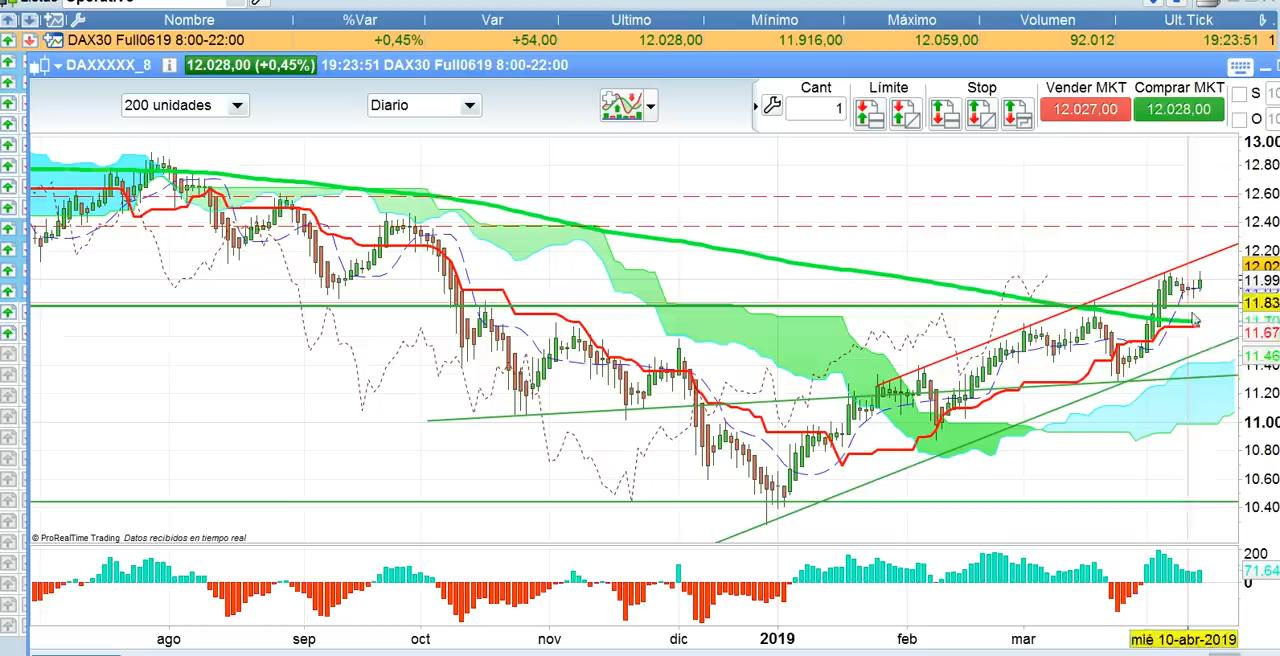 Nombre %Var Var Ultimo Mínimo Máximo Volumen Ult.Tick
DAX30 Full0619 8:00-22:00 +0,45% +54,00 12.028,00 11.916,00 12.059,00 92.012 19:23:51 1
DAXXXXX_8 i 12.028,00 (+0,45%) 19:23:51 DAX30 Full0619 8:00-22:00
200 unidades Diario Cant Límite Stop Vender MKT Comprar MKT S
1 12.027,00 12.028,00 O
13.00
12.80
12.60
12.40
12.20
12.02
11.99
11.83
11.67
11.46
11.40
11.20
11.00
10.80
10.60
10.40
© ProRealTime Trading Datos recibidos en tiempo real
200
71.64
0
ago sep oct nov dic 2019 feb mar mié 10-abr-2019